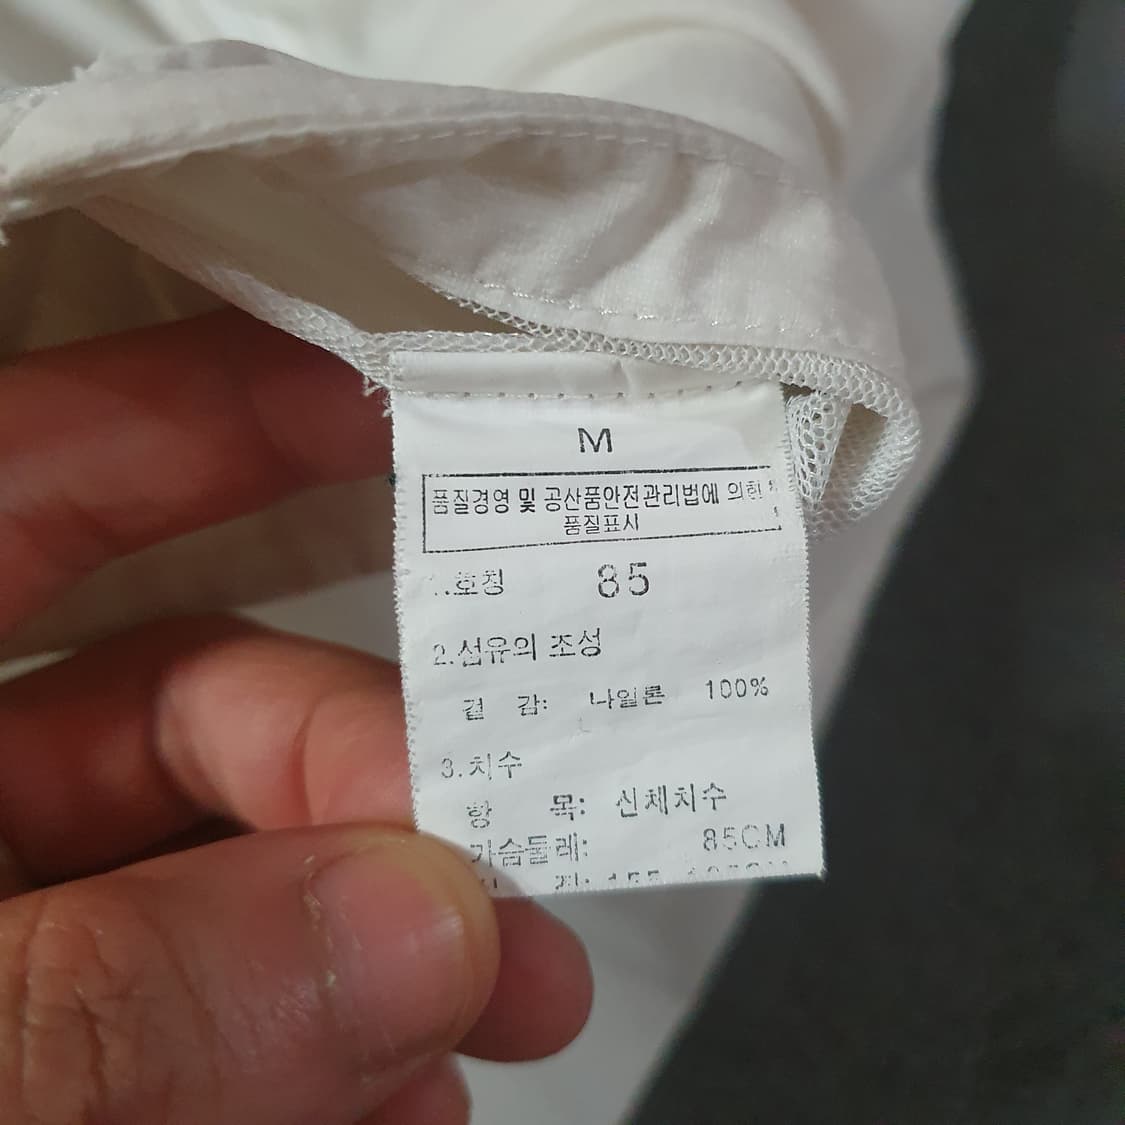 M
품질경영 및 공산품안전관리법에 의한
품질표시
1.호칭 85
2.섬유의 조성
겉 감: 나일론 100%
3.치수
항 목: 신체치수
가슴둘레: 85CM